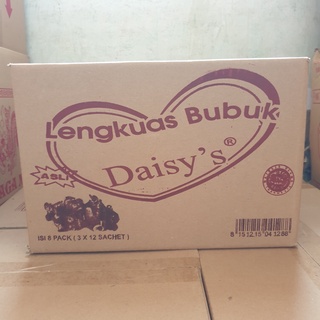 Lengkuas Bubuk
ASLI
Daisy's®
ISI 8 PACK ( 3 X 12 SACHET )